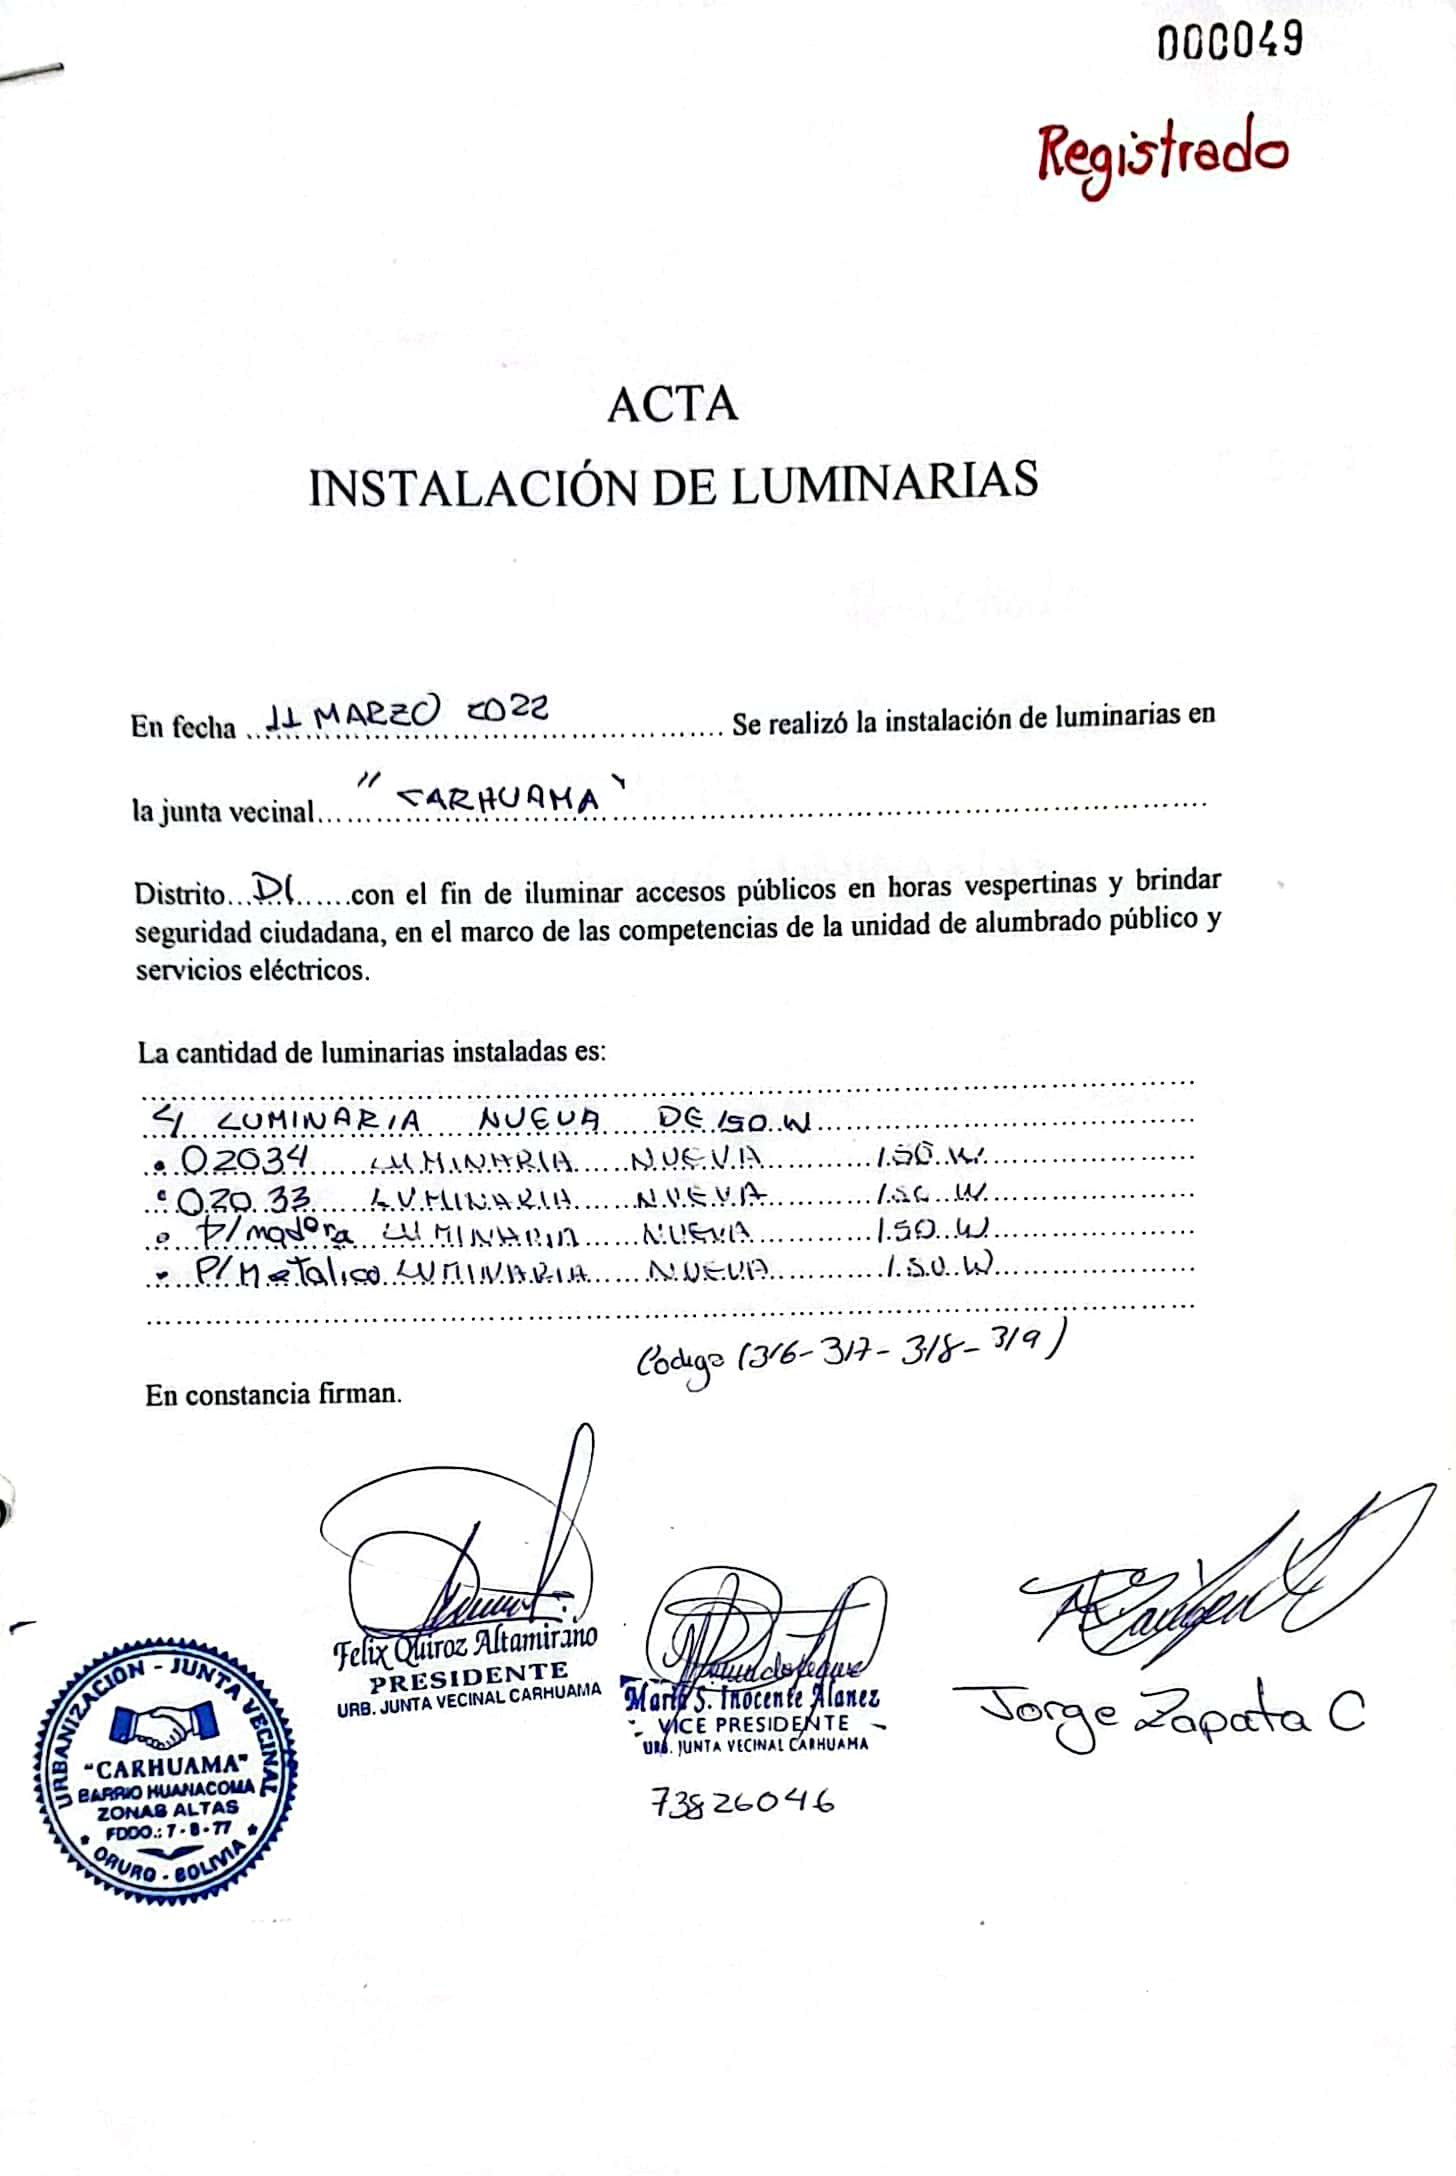 000049
Registrado
ACTA
INSTALACIÓN DE LUMINARIAS
En fecha 11 MARZO 2022 Se realizó la instalación de luminarias en
la junta vecinal "CARHUAMA"
Distrito D1 con el fin de iluminar accesos públicos en horas vespertinas y brindar
seguridad ciudadana, en el marco de las competencias de la unidad de alumbrado público y
servicios eléctricos.
La cantidad de luminarias instaladas es:
4 LUMINARIA NUEVA DE 150 W
• 02034 LUMINARIA NUEVA 150 W
• 02033 LUMINARIA NUEVA 150 W
• P/madera LUMINARIA NUEVA 150 W
• P/Metalico LUMINARIA NUEVA 150 W
Codigo (316-317-318-319)
En constancia firman.
Felix Quiroz Altamirano
PRESIDENTE
URB. JUNTA VECINAL CARHUAMA
María S. Inocente Alanez
VICE PRESIDENTE
URB. JUNTA VECINAL CARHUAMA
73826046
Jorge Zapata C
URBANIZACIÓN - JUNTA VECINAL
"CARHUAMA"
BARRIO HUANACOMA
ZONAS ALTAS
FDDO.: 7-8-77
ORURO - BOLIVIA